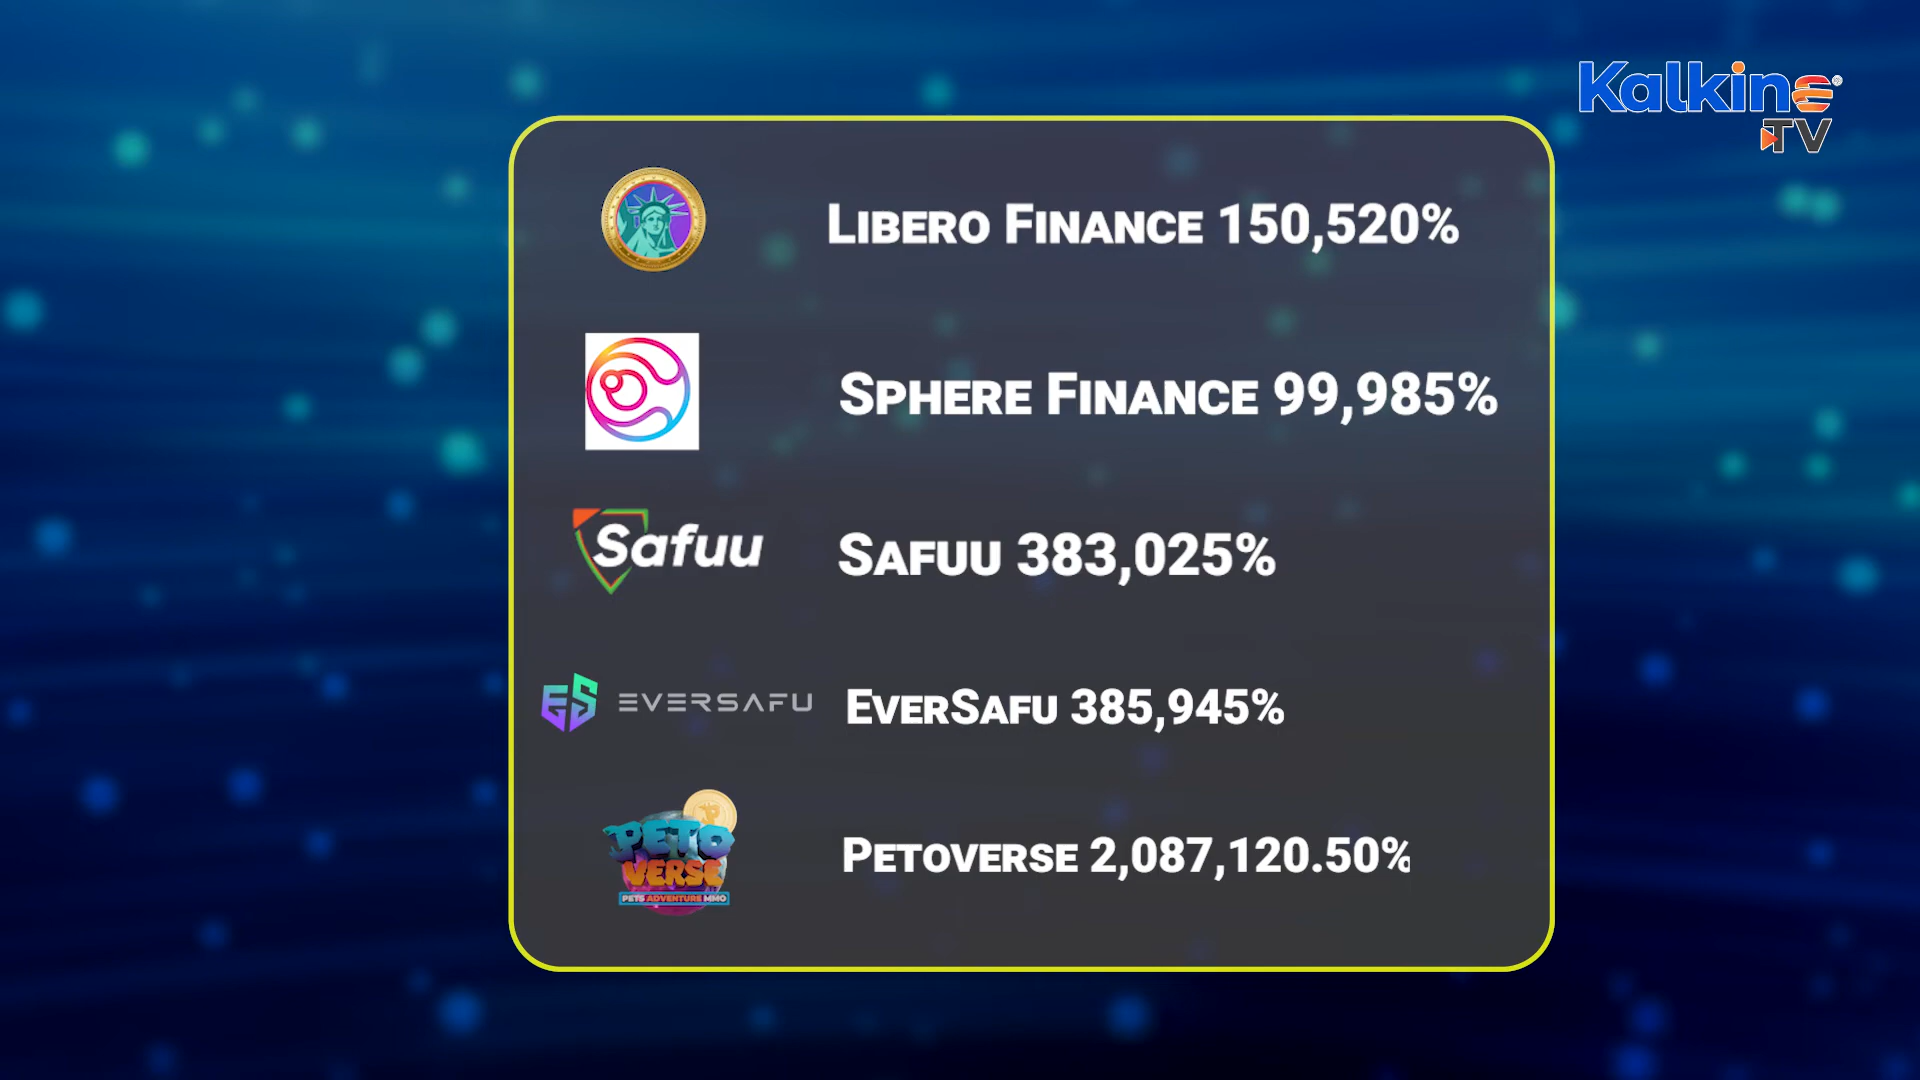 Kalkine
TV
LIBERO FINANCE 150,520%
SPHERE FINANCE 99,985%
Safuu
SAFUU 383,025%
EVERSAFU
EVERSAFU 385,945%
PETO
VERSE
PETS ADVENTURE MMO
PETOVERSE 2,087,120.50%